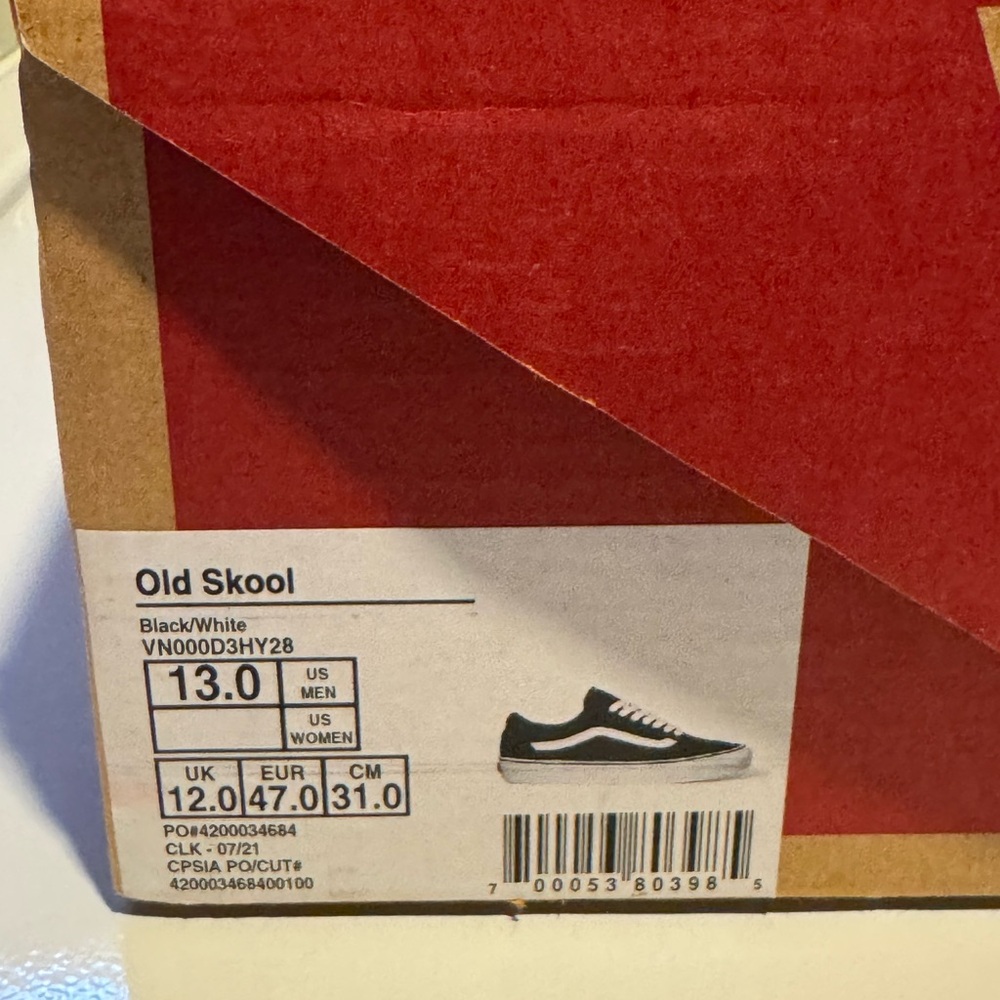 Old Skool
Black/White
VN000D3HY28
13.0 US MEN
US WOMEN
UK EUR CM
12.0 47.0 31.0
PO#4200034684
CLK - 07/21
CPSIA PO/CUT#
420003468400100
7 00053 80398 5